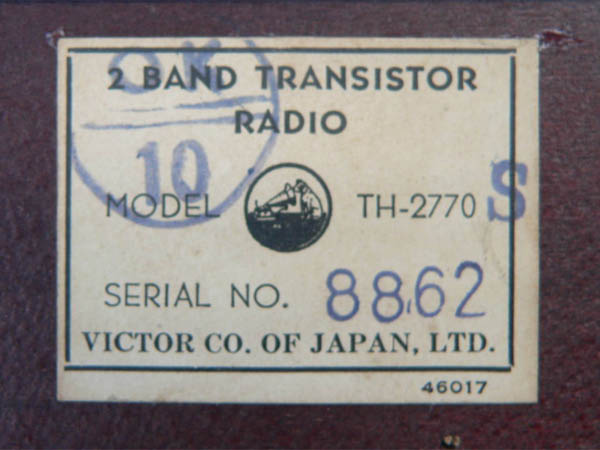 2 BAND TRANSISTOR
RADIO
OK
10
MODEL TH-2770 S
SERIAL NO. 8862
VICTOR CO. OF JAPAN, LTD.
46017